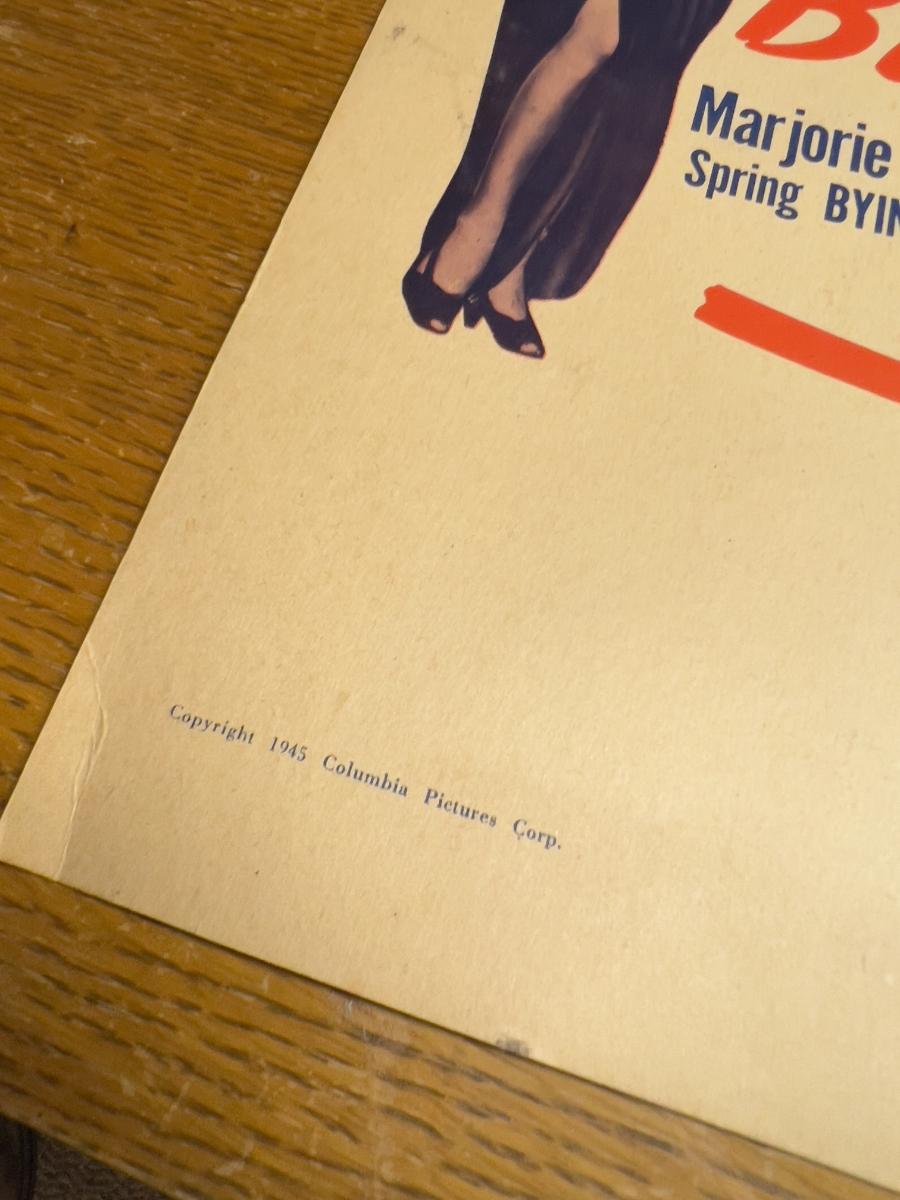 B
Marjorie
Spring BYIN
Copyright 1945 Columbia Pictures Corp.